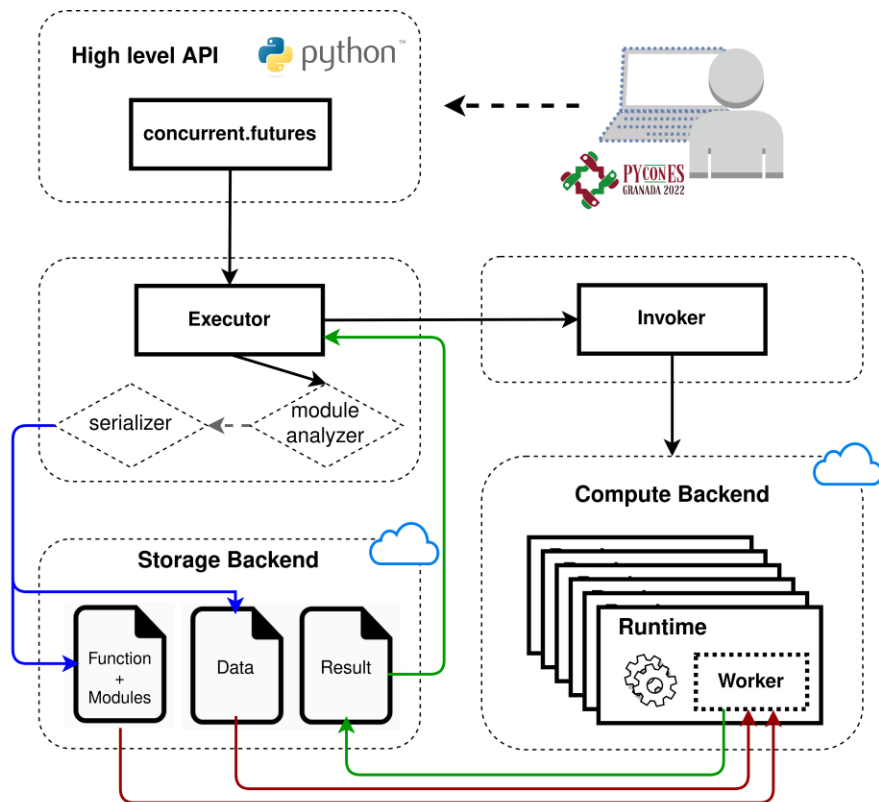 High level API
python™
concurrent.futures
PYCONES
GRANADA 2022
Executor
Invoker
serializer
module
analyzer
Compute Backend
Storage Backend
Function
+
Modules
Data
Result
Runtime
Worker